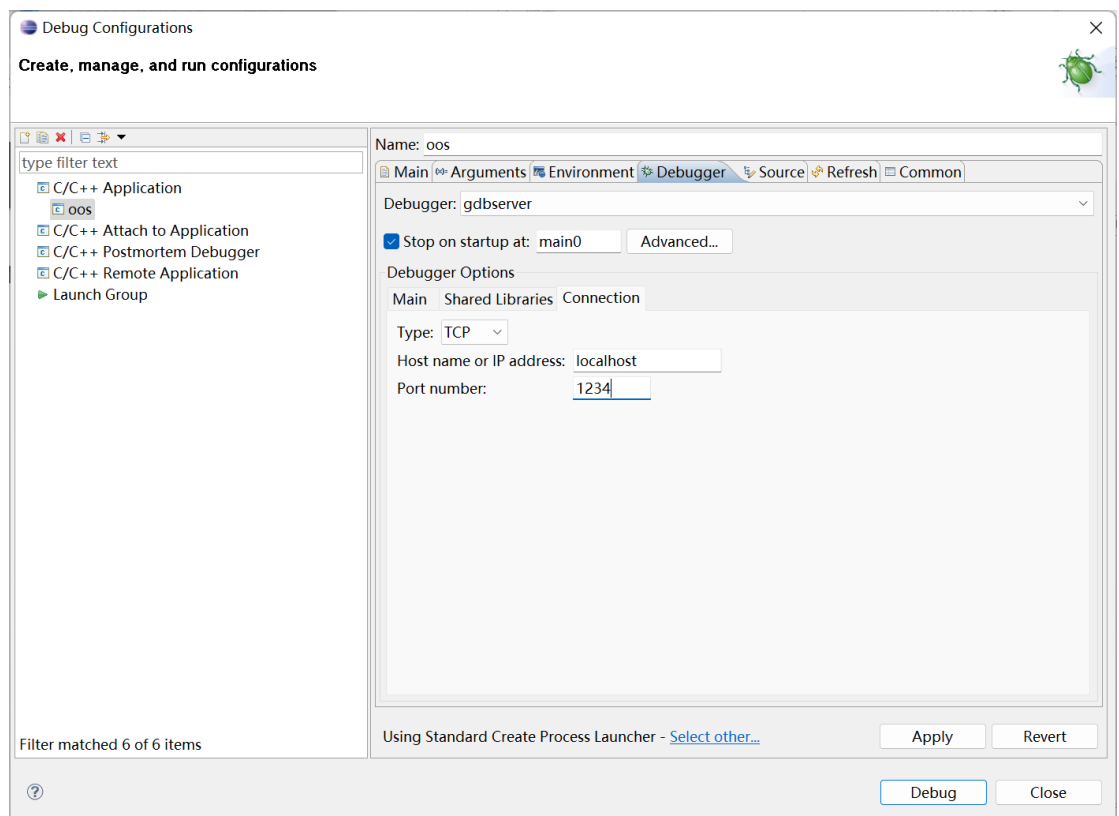 Debug Configurations
Create, manage, and run configurations
type filter text
C/C++ Application
oos
C/C++ Attach to Application
C/C++ Postmortem Debugger
C/C++ Remote Application
Launch Group
Filter matched 6 of 6 items
Name: oos
Main Arguments Environment Debugger Source Refresh Common
Debugger: gdbserver
Stop on startup at: main0 Advanced...
Debugger Options
Main Shared Libraries Connection
Type: TCP
Host name or IP address: localhost
Port number: 1234
Using Standard Create Process Launcher - Select other...
Apply Revert
Debug Close